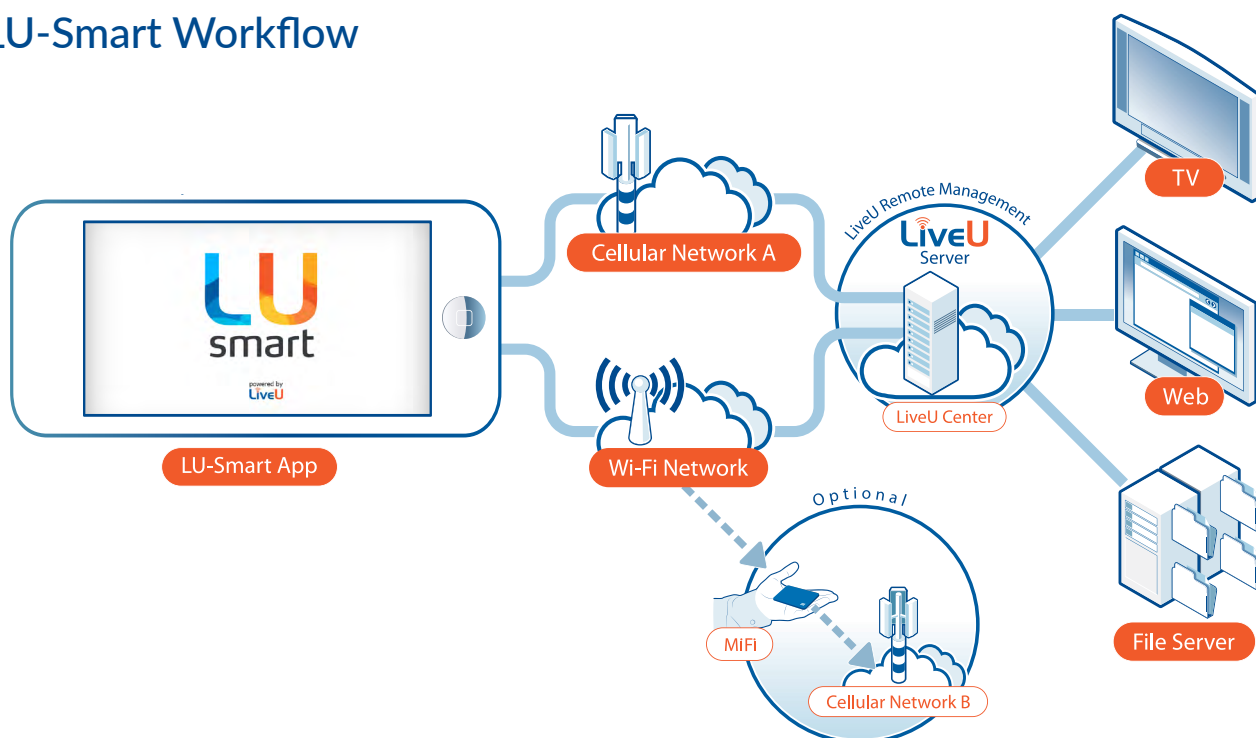 LU-Smart Workflow
TV
LiveU Remote Management
LiveU
Server
Cellular Network A
LU
smart
powered by
LiveU
Web
LiveU Center
LU-Smart App
Wi-Fi Network
Optional
MiFi
File Server
Cellular Network B